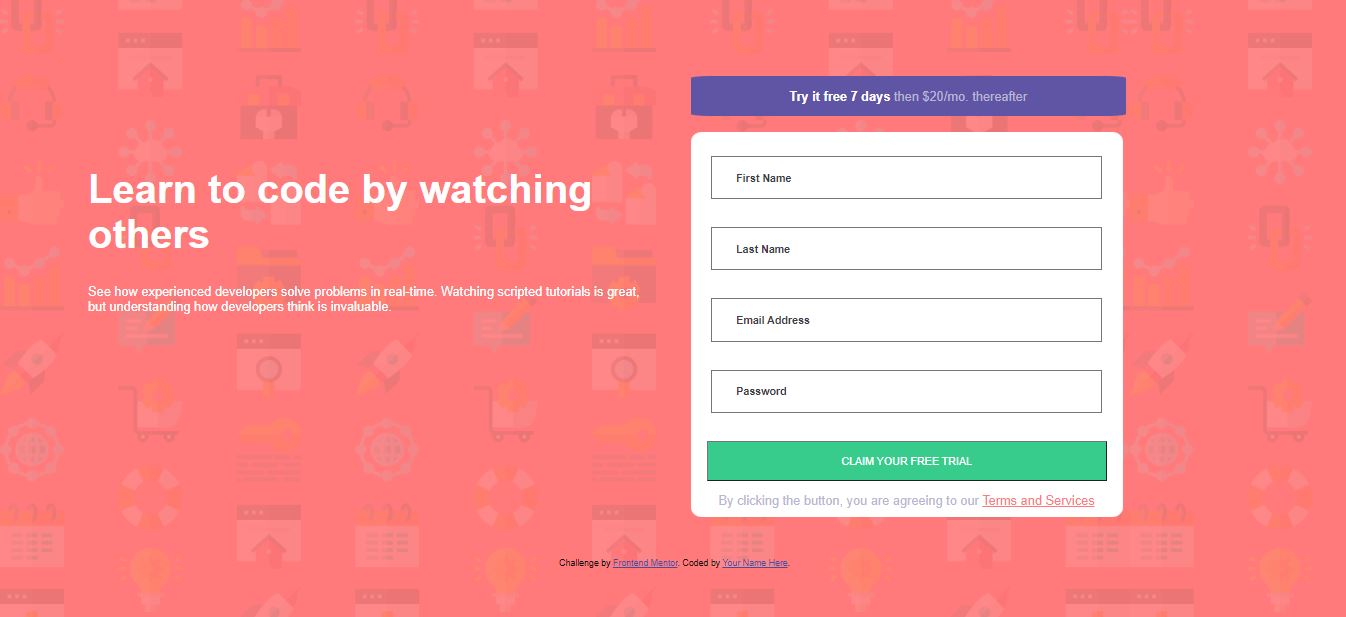 Learn to code by watching
others
See how experienced developers solve problems in real-time. Watching scripted tutorials is great,
but understanding how developers think is invaluable.
Try it free 7 days then $20/mo. thereafter
First Name
Last Name
Email Address
Password
CLAIM YOUR FREE TRIAL
By clicking the button, you are agreeing to our Terms and Services
Challenge by Frontend Mentor. Coded by Your Name Here.